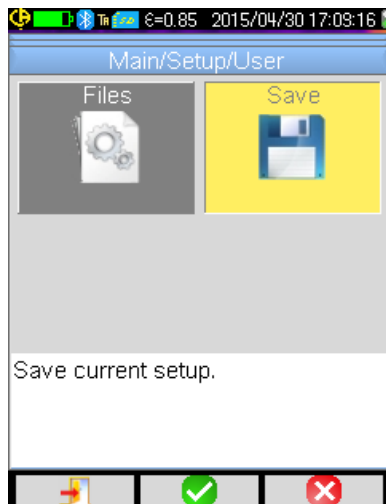 ε=0.85 2015/04/30 17:09:16
Main/Setup/User
Files Save
Save current setup.